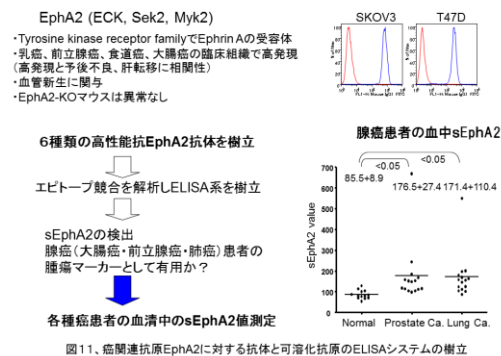 EphA2 (ECK, Sek2, Myk2)
・Tyrosine kinase receptor familyでEphrin Aの受容体
・乳癌、前立腺癌、食道癌、大腸癌の臨床組織で高発現
(高発現と予後不良、肝転移に相関性)
・血管新生に関与
・EphA2-KOマウスは異常なし
SKOV3
T47D
6種類の高性能抗EphA2抗体を樹立
エピトープ競合を解析しELISA系を樹立
sEphA2の検出
腺癌(大腸癌・前立腺癌・肺癌)患者の
腫瘍マーカーとして有用か?
各種癌患者の血清中のsEphA2値測定
腺癌患者の血中sEphA2
<0.05
<0.05
85.5+8.9
176.5+27.4
171.4+110.4
sEphA2 value
700
600
500
400
300
200
100
0
Normal
Prostate Ca.
Lung Ca.
図11、癌関連抗原EphA2に対する抗体と可溶化抗原のELISAシステムの樹立